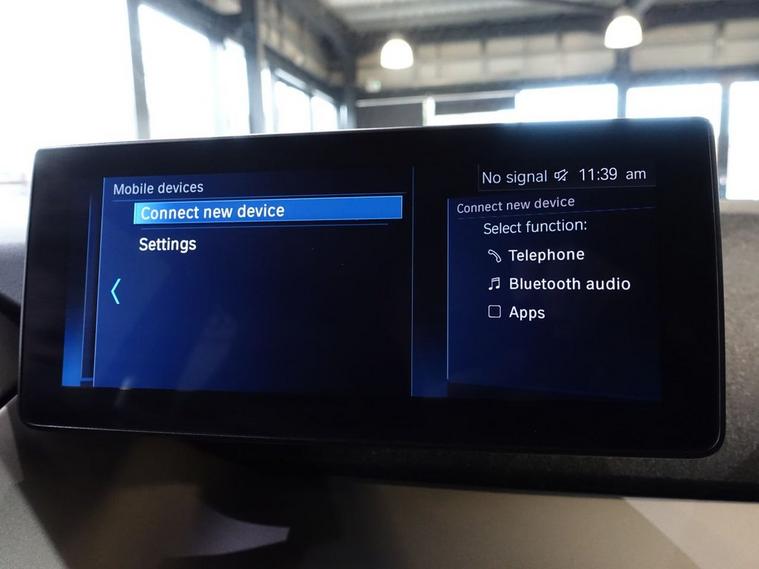 Mobile devices
Connect new device
Settings
No signal 11:39 am
Connect new device
Select function:
Telephone
Bluetooth audio
Apps